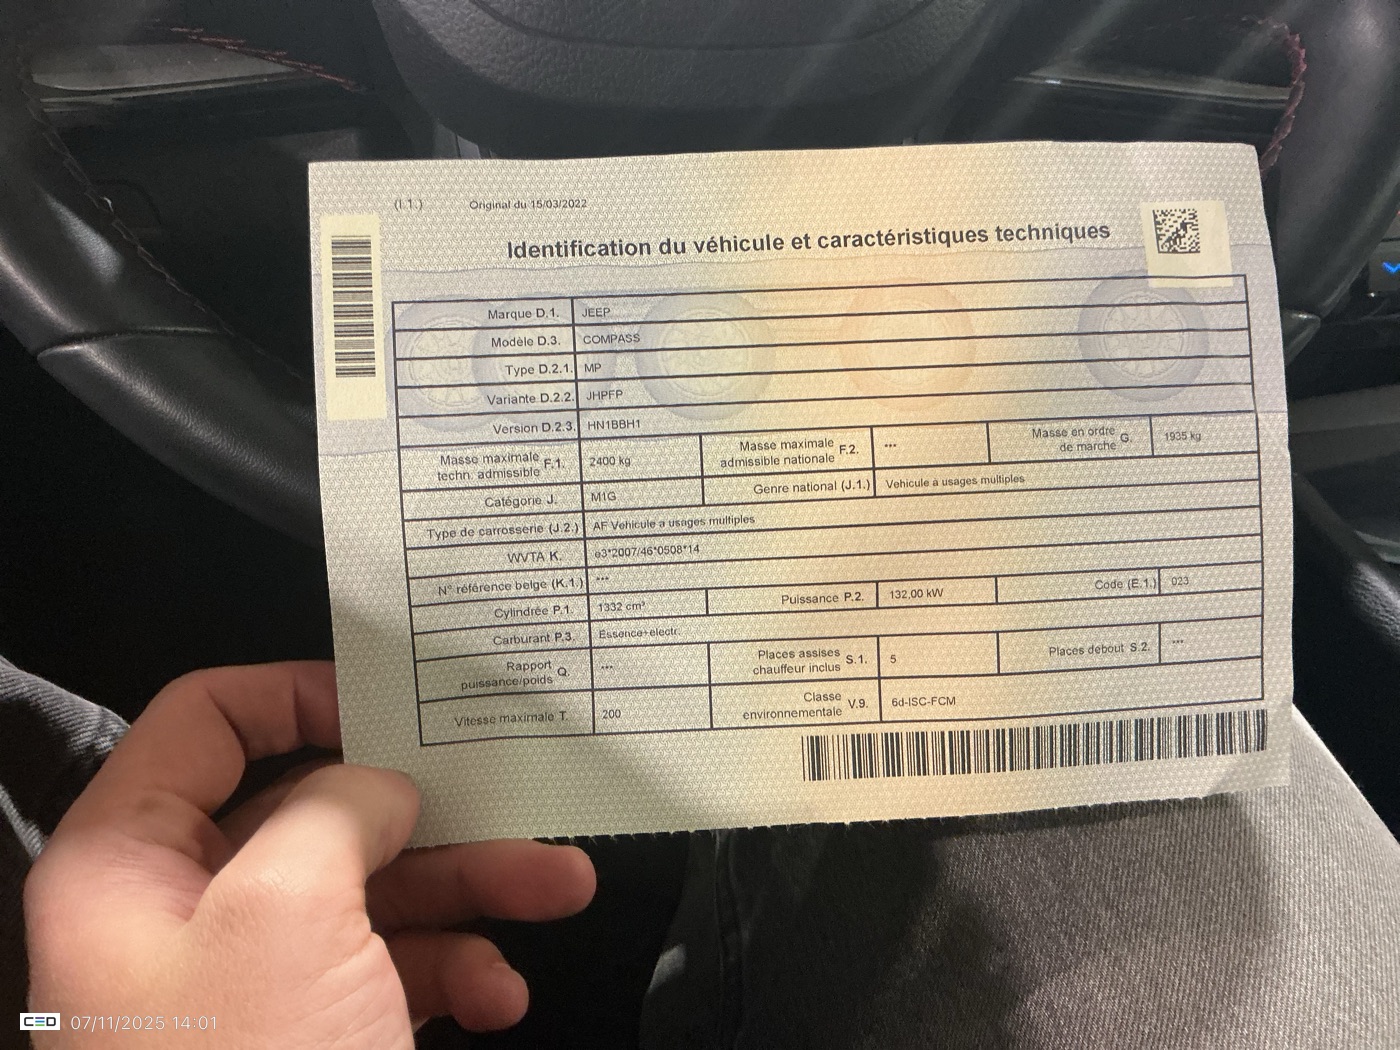 (I.1.) Original du 15/03/2022
Identification du véhicule et caractéristiques techniques
Marque D.1. JEEP
Modèle D.3. COMPASS
Type D.2.1. MP
Variante D.2.2. JHPFP
Version D.2.3. HN1BBH1
Masse maximale techn. admissible F.1. 2400 kg Masse maximale admissible nationale F.2. --- Masse en ordre de marche G. 1935 kg
Catégorie J. M1G Genre national (J.1.) Vehicule à usages multiples
Type de carrosserie (J.2.) AF Vehicule à usages multiples
WVTA K. e3*2007/46*0508*14
N° référence belge (K.1.) ---
Cylindrée P.1. 1332 cm³ Puissance P.2. 132,00 kW Code (E.1.) 023
Carburant P.3. Essence+electr.
Rapport puissance/poids Q. --- Places assises chauffeur inclus S.1. 5 Places debout S.2. ---
Vitesse maximale T. 200 Classe environnementale V.9. 6d-ISC-FCM
CED 07/11/2025 14:01